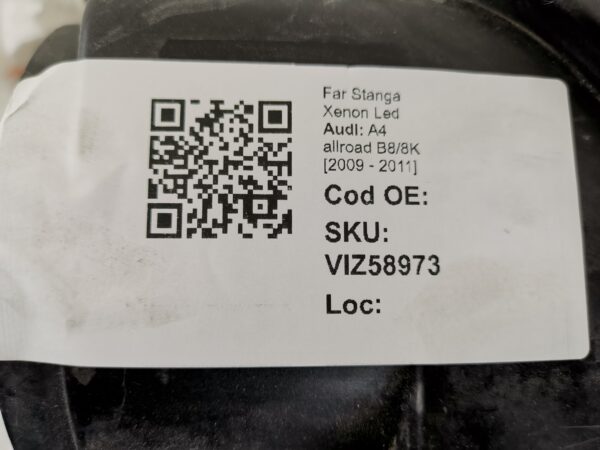 Far Stanga
Xenon Led
Audi: A4
allroad B8/8K
[2009 - 2011]
Cod OE:
SKU:
VIZ58973
Loc: